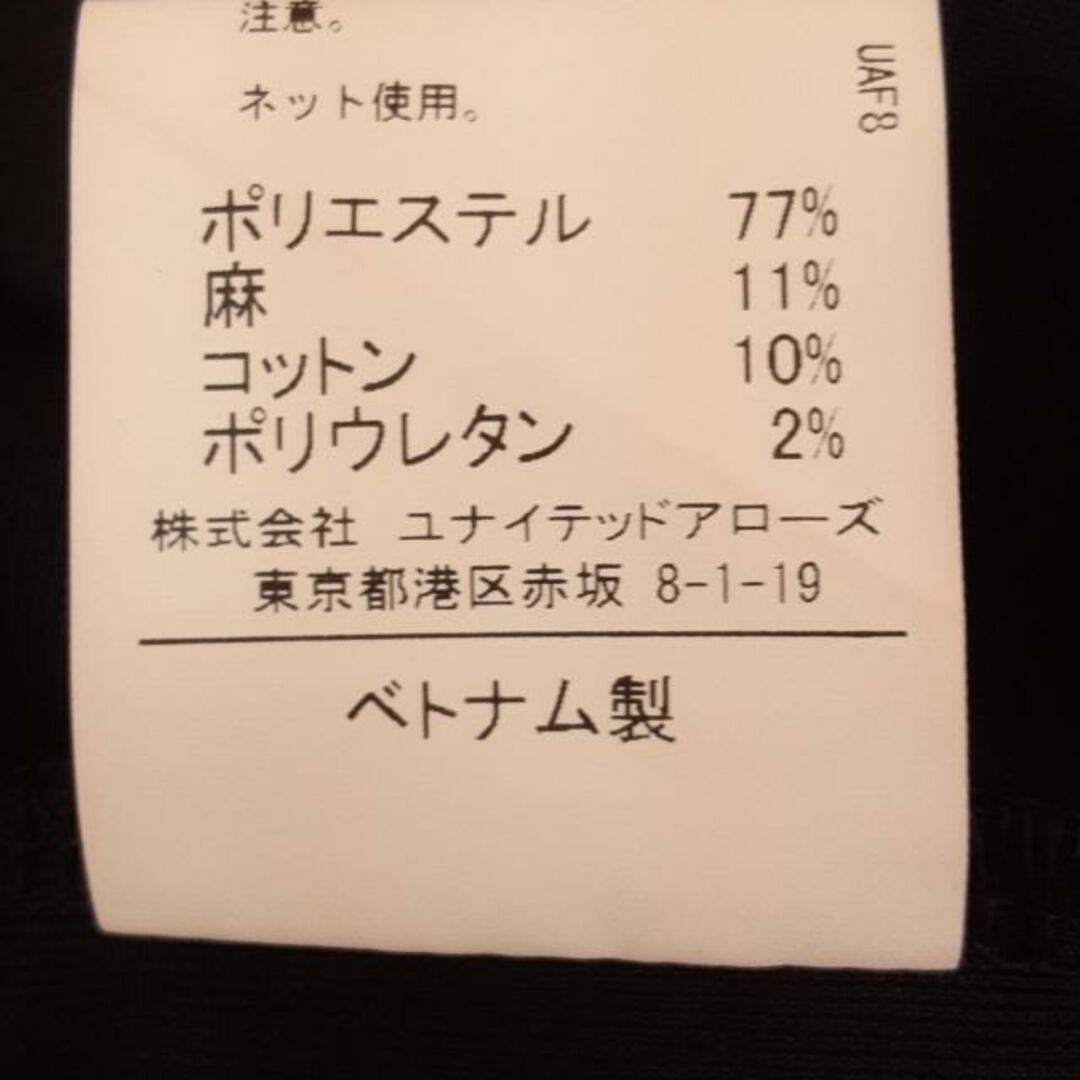 注意。
ネット使用。
UAF8
ポリエステル 77%
麻 11%
コットン 10%
ポリウレタン 2%
株式会社 ユナイテッドアローズ
東京都港区赤坂 8-1-19
ベトナム製